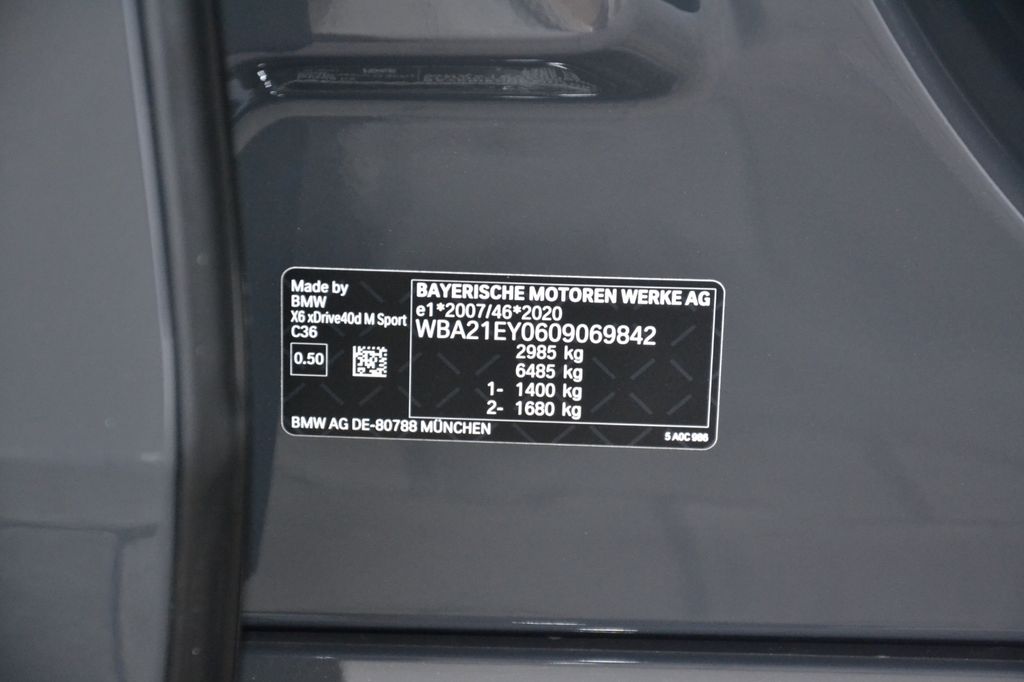 Made by
BMW
X6 xDrive40d M Sport
C36
0.50
BAYERISCHE MOTOREN WERKE AG
e1*2007/46*2020
WBA21EY0609069842
2985 kg
6485 kg
1- 1400 kg
2- 1680 kg
BMW AG DE-80788 MÜNCHEN
5 A0C 986